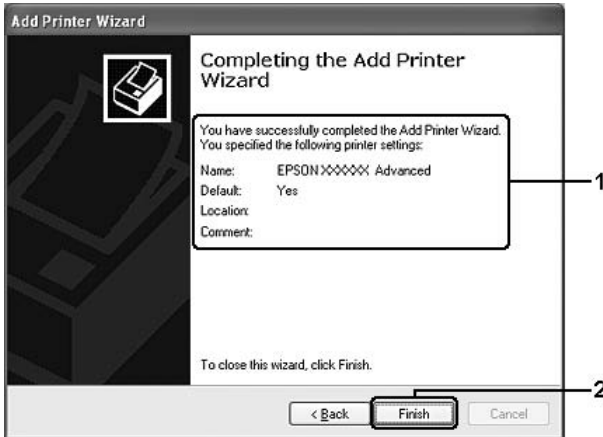 Add Printer Wizard
Completing the Add Printer
Wizard
You have successfully completed the Add Printer Wizard.
You specified the following printer settings:
Name: EPSON XXXXXX Advanced
Default: Yes
Location:
Comment:
1
To close this wizard, click Finish.
2
< Back Finish Cancel